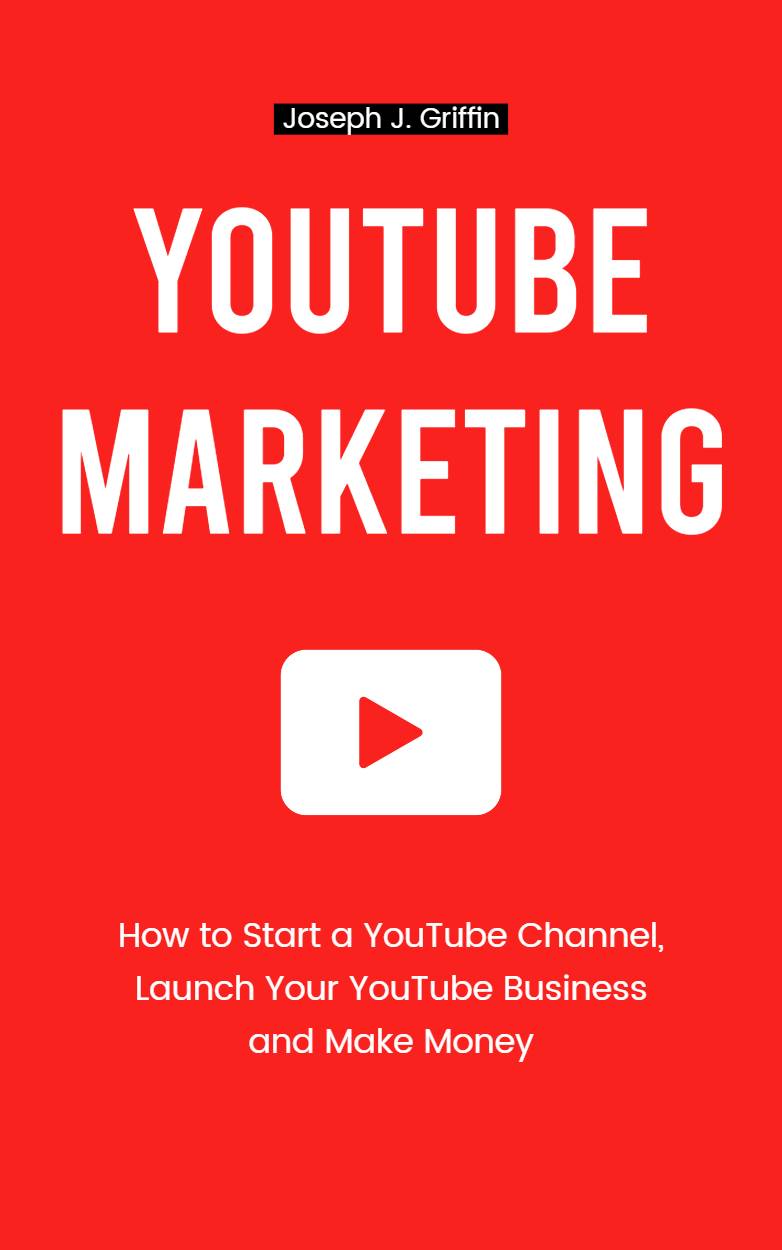 Joseph J. Griffin
YOUTUBE
MARKETING
How to Start a YouTube Channel,
Launch Your YouTube Business
and Make Money